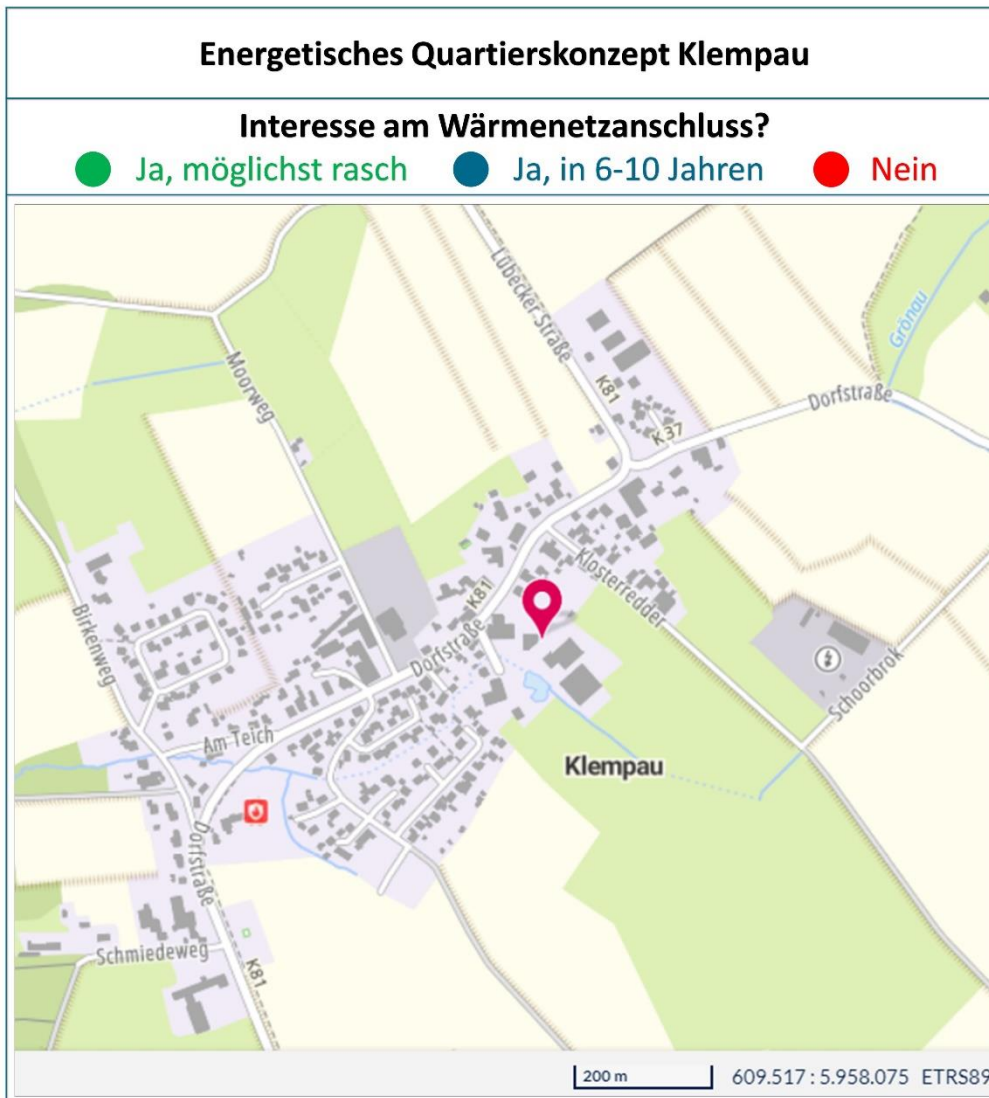 Energetisches Quartierskonzept Klempau
Interesse am Wärmenetzanschluss?
Ja, möglichst rasch
Ja, in 6-10 Jahren
Nein
Lübecker Straße
Grönau
Moorweg
K81
Dorfstraße
K 37
Klosterredder
K81
Birkenweg
Dorfstraße
Schoorbrok
Am Teich
Klempau
Dorfstraße
Schmiedeweg
K81
200 m
609.517 : 5.958.075 ETRS89